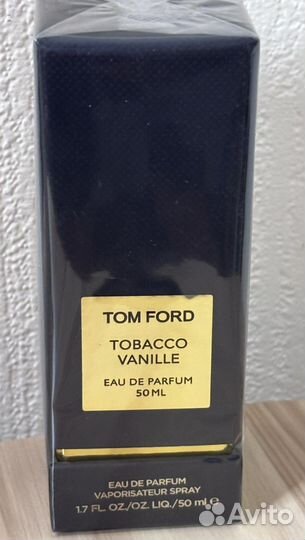 TOM FORD
TOBACCO
VANILLE
EAU DE PARFUM
50 ML
EAU DE PARFUM
VAPORISATEUR SPRAY
1.7 FL. OZ./OZ. LIQ./50 ml e
Avito